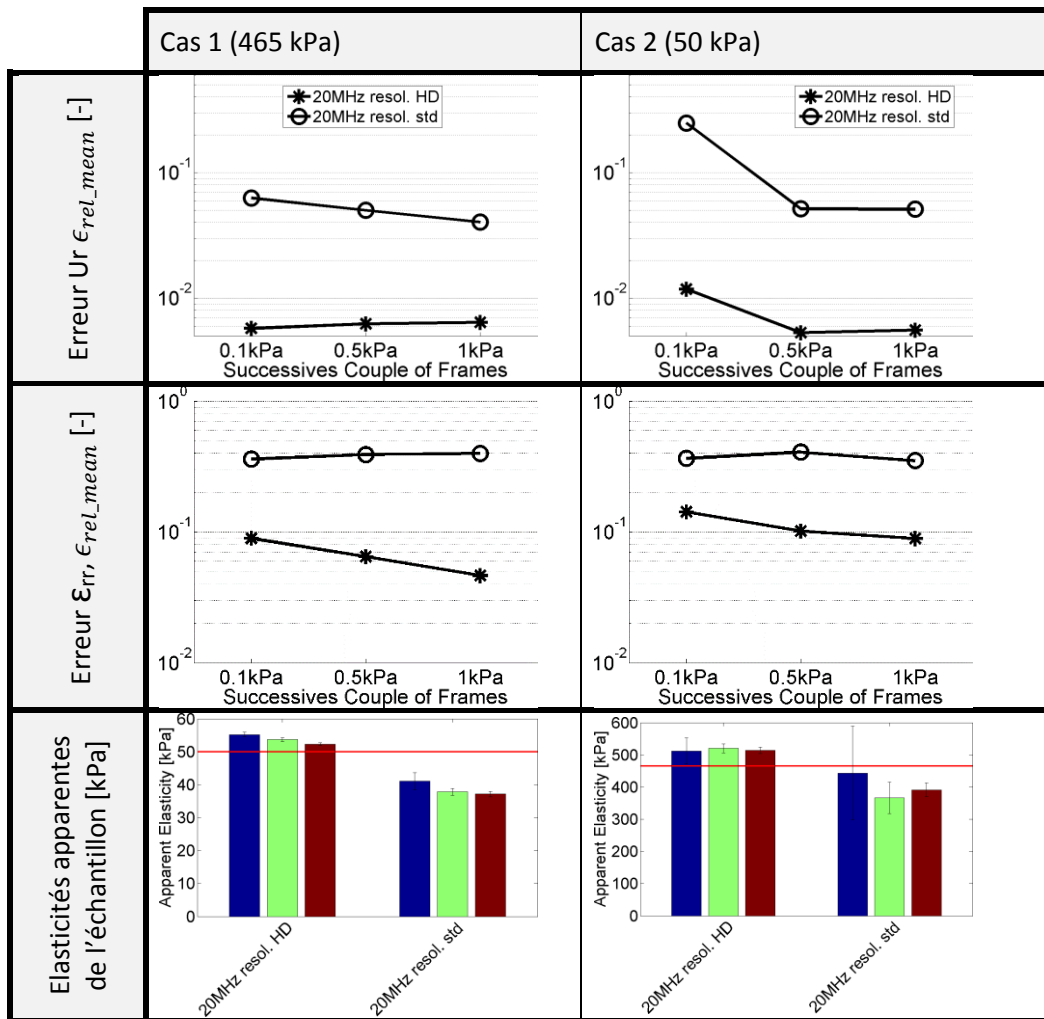 Cas 1 (465 kPa)
Cas 2 (50 kPa)
Erreur Ur ϵrel_mean [-]
20MHz resol. HD
20MHz resol. std
10-1
10-2
0.1kPa 0.5kPa 1kPa
Successives Couple of Frames
20MHz resol. HD
20MHz resol. std
10-1
10-2
0.1kPa 0.5kPa 1kPa
Successives Couple of Frames
Erreur εrr, ϵrel_mean [-]
100
10-1
10-2
0.1kPa 0.5kPa 1kPa
Successives Couple of Frames
100
10-1
10-2
0.1kPa 0.5kPa 1kPa
Successives Couple of Frames
Elasticités apparentes
de l'échantillon [kPa]
Apparent Elasticity [kPa]
60
50
40
30
20
10
0
20MHz resol. HD
20MHz resol. std
Apparent Elasticity [kPa]
600
500
400
300
200
100
0
20MHz resol. HD
20MHz resol. std